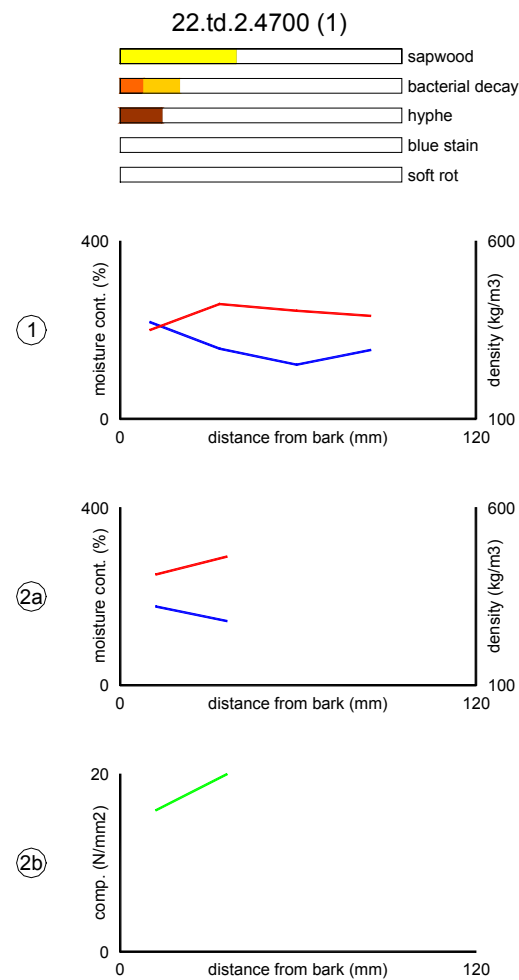 22.td.2.4700 (1)
sapwood
bacterial decay
hyphe
blue stain
soft rot
1
400
600
moisture cont. (%)
density (kg/m3)
0
100
0
distance from bark (mm)
120
2a
400
600
moisture cont. (%)
density (kg/m3)
0
100
0
distance from bark (mm)
120
2b
20
comp. (N/mm2)
0
0
distance from bark (mm)
120